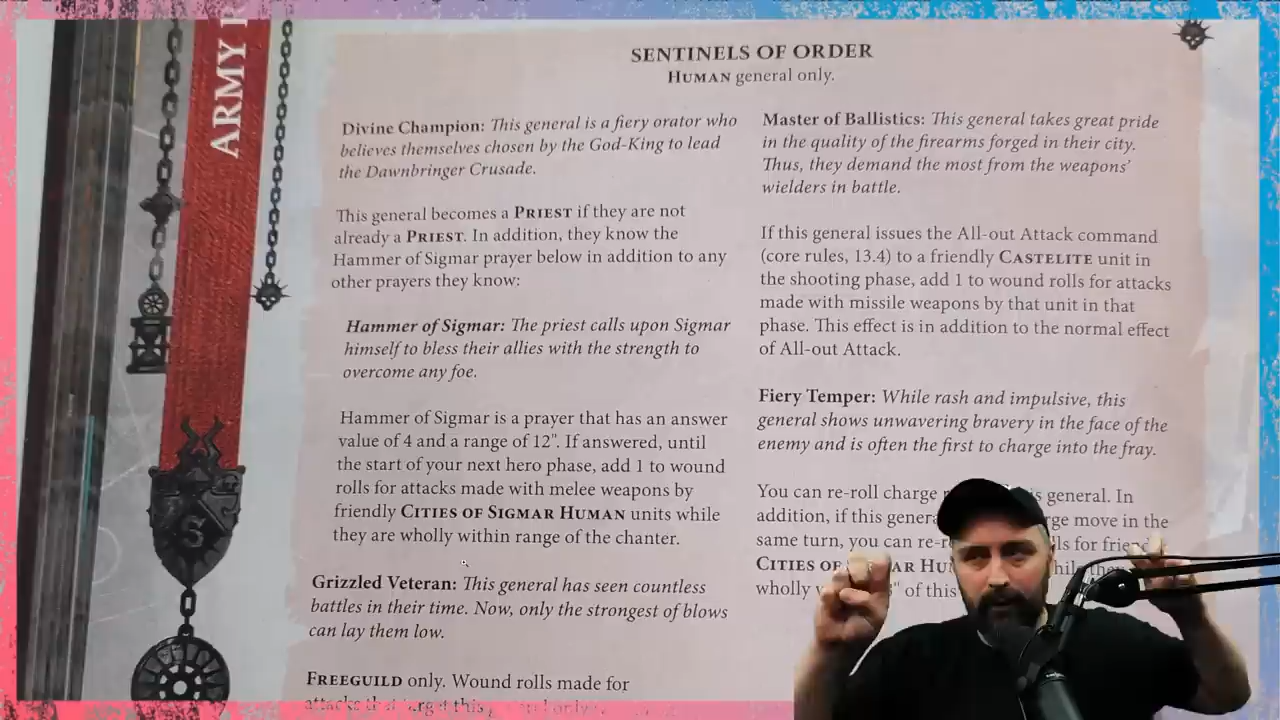 ARMY
SENTINELS OF ORDER
HUMAN general only.
Divine Champion: This general is a fiery orator who
believes themselves chosen by the God-King to lead
the Dawnbringer Crusade.
This general becomes a PRIEST if they are not
already a PRIEST. In addition, they know the
Hammer of Sigmar prayer below in addition to any
other prayers they know:
Hammer of Sigmar: The priest calls upon Sigmar
himself to bless their allies with the strength to
overcome any foe.
Hammer of Sigmar is a prayer that has an answer
value of 4 and a range of 12". If answered, until
the start of your next hero phase, add 1 to wound
rolls for attacks made with melee weapons by
friendly CITIES OF SIGMAR HUMAN units while
they are wholly within range of the chanter.
Grizzled Veteran: This general has seen countless
battles in their time. Now, only the strongest of blows
can lay them low.
FREEGUILD only. Wound rolls made for
attacks that target this
Master of Ballistics: This general takes great pride
in the quality of the firearms forged in their city.
Thus, they demand the most from the weapons'
wielders in battle.
If this general issues the All-out Attack command
(core rules, 13.4) to a friendly CASTELITE unit in
the shooting phase, add 1 to wound rolls for attacks
made with missile weapons by that unit in that
phase. This effect is in addition to the normal effect
of All-out Attack.
Fiery Temper: While rash and impulsive, this
general shows unwavering bravery in the face of the
enemy and is often the first to charge into the fray.
You can re-roll charge general. In
addition, if this move in the
same turn, you can for
CITIES OF
wholly of this